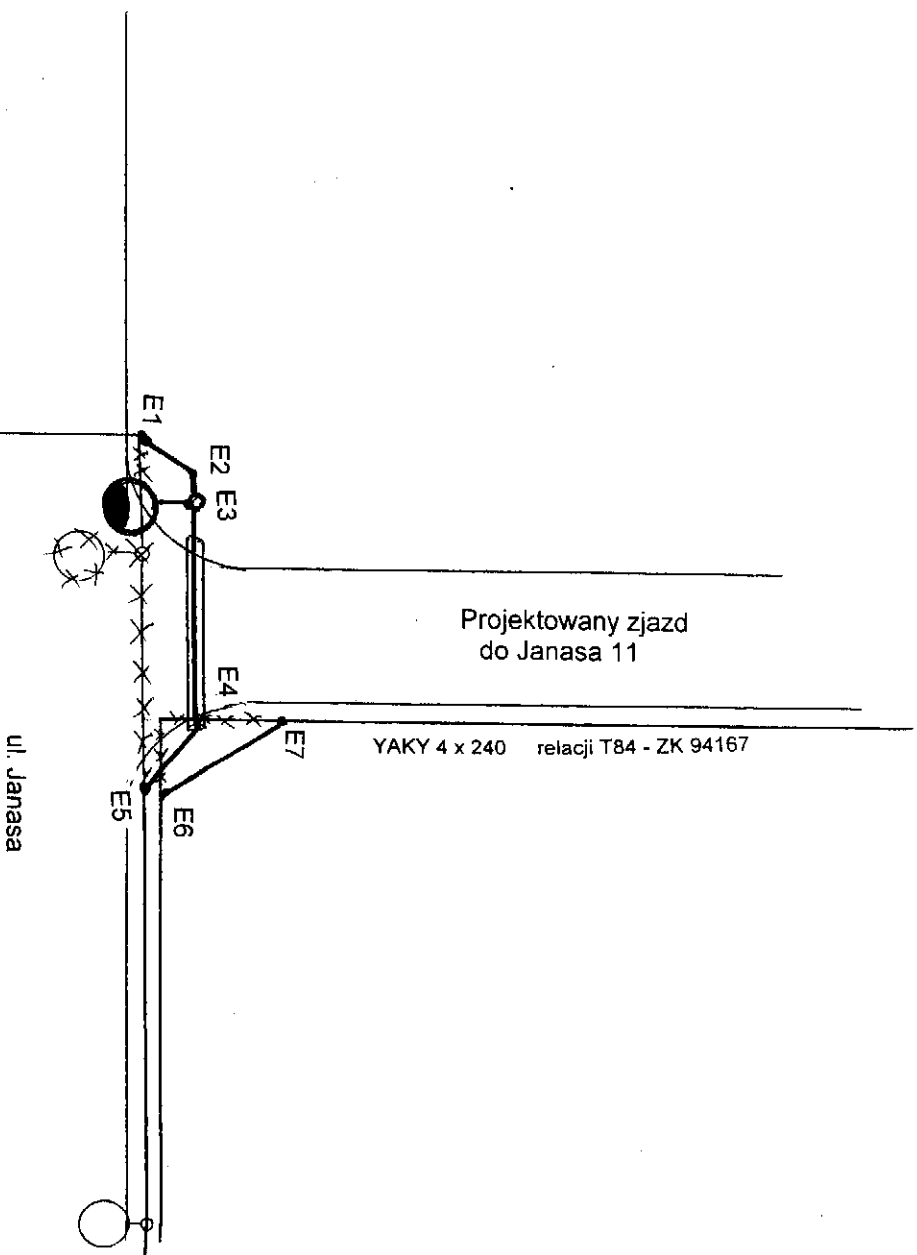 E1
E2
E3
Projektowany zjazd
do Janasa 11
E4
E7
YAKY 4 x 240 relacji T84 - ZK 94167
E5
E6
ul. Janasa